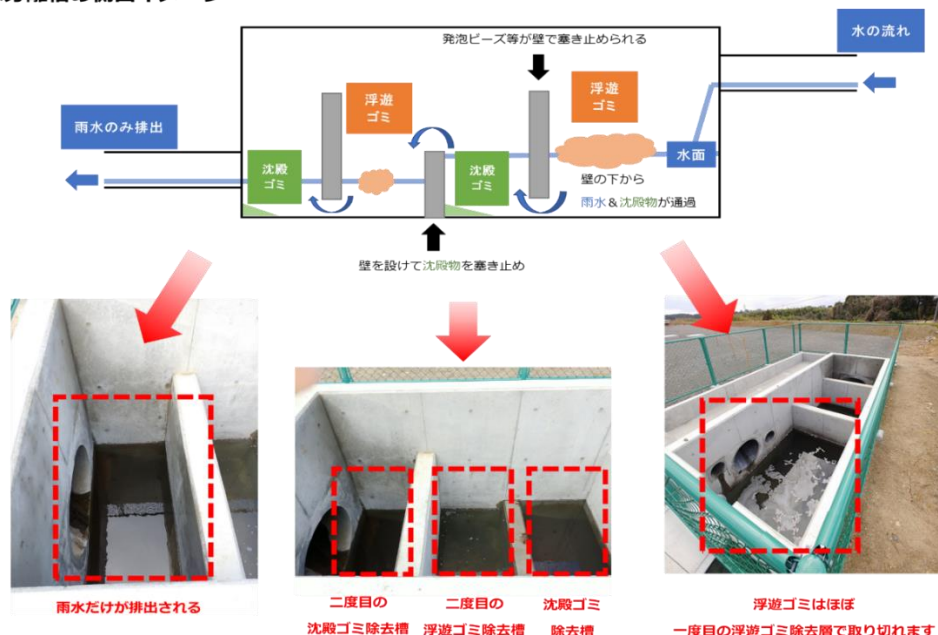 発泡ビーズ等が壁で塞き止められる
水の流れ
浮遊
ゴミ
浮遊
ゴミ
雨水のみ排出
沈殿
ゴミ
沈殿
ゴミ
水面
壁の下から
雨水&沈殿物が通過
壁を設けて沈殿物を塞き止め
雨水だけが排出される
二度目の
沈殿ゴミ除去槽
二度目の
浮遊ゴミ除去槽
沈殿ゴミ
除去槽
浮遊ゴミはほぼ
一度目の浮遊ゴミ除去層で取り切れます